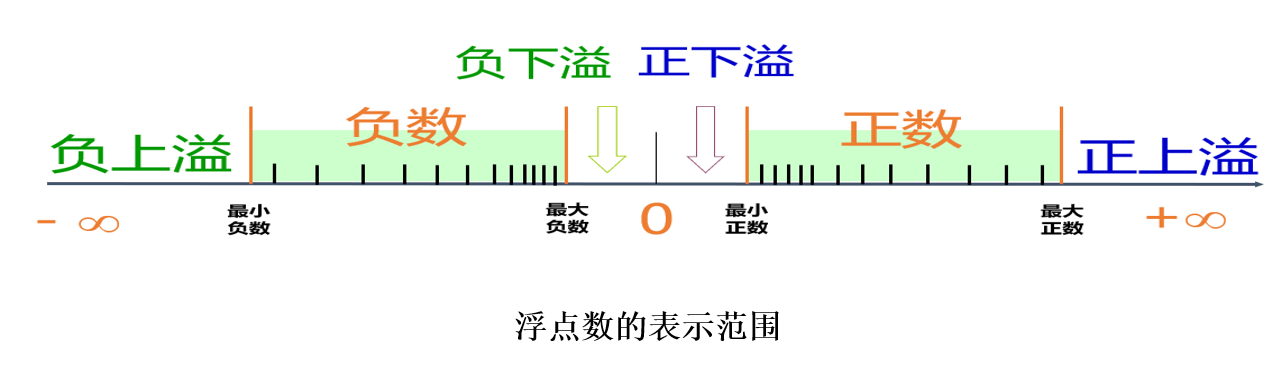 负下溢 正下溢
负上溢 负数 正数 正上溢
- ∞ 最小 最大 0 最小 最大 + ∞
负数 负数 正数 正数
浮点数的表示范围